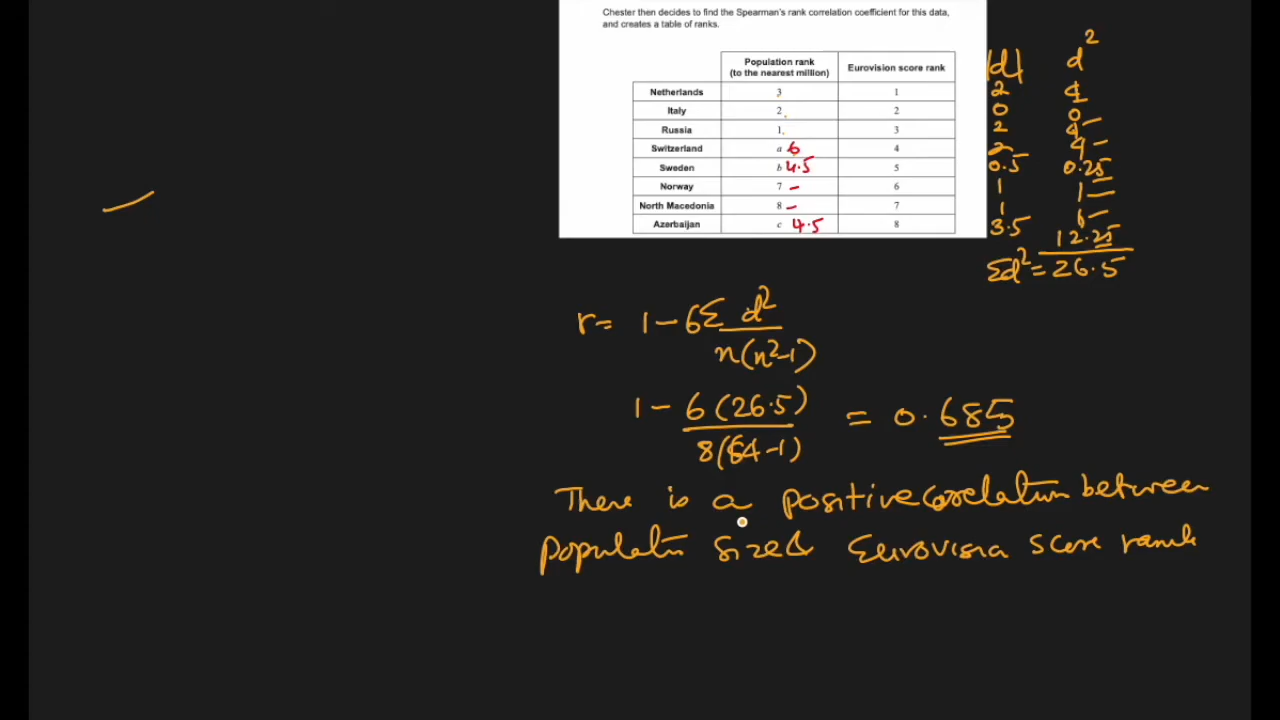 Chester then decides to find the Spearman's rank correlation coefficient for this data,
and creates a table of ranks.
Population rank (to the nearest million) Eurovision score rank |d| d²
Netherlands 3 1 2 4
Italy 2 2 0 0
Russia 1 3 2 4
Switzerland a 6 4 2 4
Sweden b 4.5 5 0.5 0.25
Norway 7 6 1 1
North Macedonia 8 7 1 1
Azerbaijan c 4.5 8 3.5 12.25
Σd² = 26.5
r = 1 - 6Σ d² / n(n²-1)
1 - 6(26.5) / 8(64-1) = 0.685
There is a positive correlation between
populatn size & Eurovision score rank